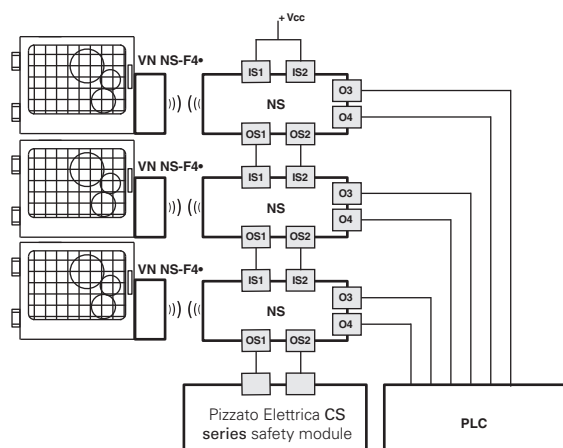 + Vcc
VN NS-F4•
IS1 IS2
NS
O3
O4
OS1 OS2
VN NS-F4•
IS1 IS2
NS
O3
O4
OS1 OS2
VN NS-F4•
IS1 IS2
NS
O3
O4
OS1 OS2
Pizzato Elettrica CS
series safety module
PLC